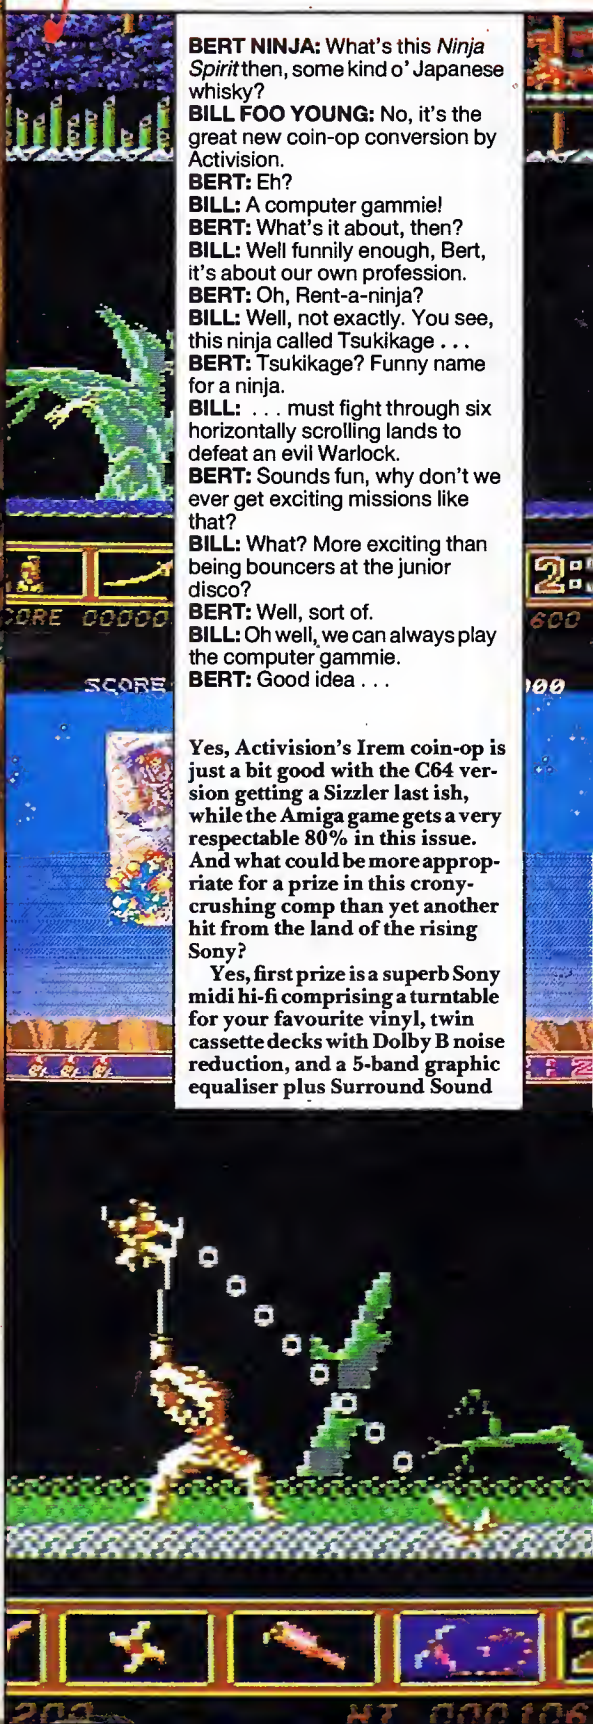 BERT NINJA: What's this Ninja
Spirit then, some kind o' Japanese
whisky?
BILL FOO YOUNG: No, it's the
great new coin-op conversion by
Activision.
BERT: Eh?
BILL: A computer gammie!
BERT: What's it about, then?
BILL: Well funnily enough, Bert,
it's about our own profession.
BERT: Oh, Rent-a-ninja?
BILL: Well, not exactly. You see,
this ninja called Tsukikage . . .
BERT: Tsukikage? Funny name
for a ninja.
BILL: . . . must fight through six
horizontally scrolling lands to
defeat an evil Warlock.
BERT: Sounds fun, why don't we
ever get exciting missions like
that?
BILL: What? More exciting than
being bouncers at the junior
disco?
BERT: Well, sort of.
BILL: Oh well, we can always play
the computer gammie.
BERT: Good idea . . .
Yes, Activision's Irem coin-op is
just a bit good with the C64 ver-
sion getting a Sizzler last ish,
while the Amiga game gets a very
respectable 80% in this issue.
And what could be more approp-
riate for a prize in this crony-
crushing comp than yet another
hit from the land of the rising
Sony?
Yes, first prize is a superb Sony
midi hi-fi comprising a turntable
for your favourite vinyl, twin
cassette decks with Dolby B noise
reduction, and a 5-band graphic
equaliser plus Surround Sound
2:
CORE 00000
600
SCORE
000
200
HI 000106